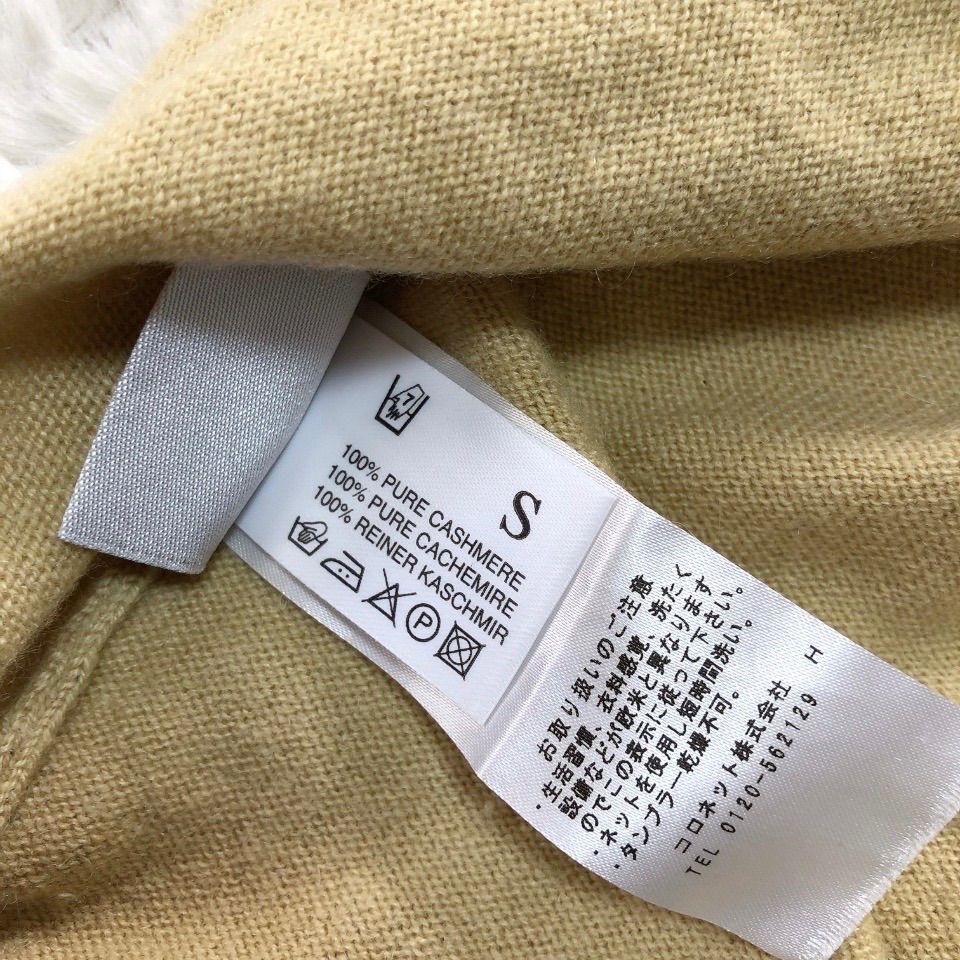 7
100% PURE CASHMERE
100% PURE CACHEMIRE
100% REINER KASCHMIR
S
P
お取り扱いのご注意
・生活習慣、衣料感覚、洗たく
設備などが欧米と異なります
のでこの表示に従って下さい。
・ネットを使用し短時間洗い。
・タンブラー乾燥不可。
コロネット株式会社 H
TEL 0120-562129